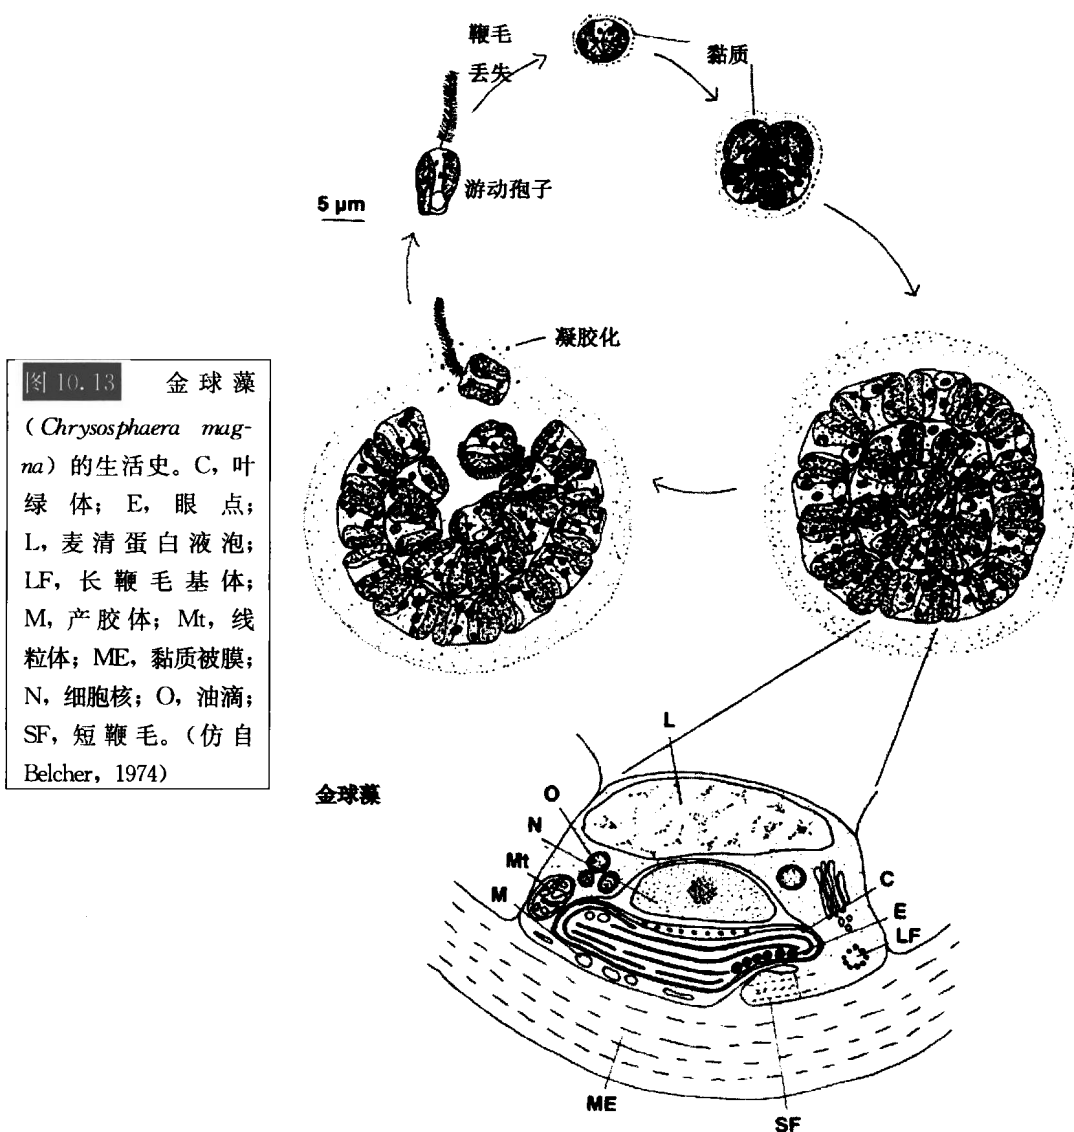 鞭毛
丢失
黏质
游动孢子
5 μm
凝胶化
图 10.13 金球藻
(Chrysosphaera mag-
na) 的生活史。C, 叶
绿体; E, 眼点;
L, 麦清蛋白液泡;
LF, 长鞭毛基体;
M, 产胶体; Mt, 线
粒体; ME, 黏质被膜;
N, 细胞核; O, 油滴;
SF, 短鞭毛。(仿自
Belcher, 1974)
金球藻
L
O
N
Mt
M
C
E
LF
ME
SF